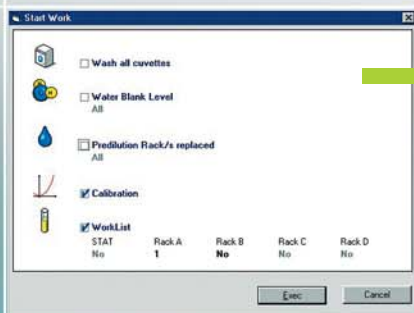 Start Work
Wash all cuvettes
Water Blank Level
All
Predilution Rack/s replaced
All
Calibration
WorkList
STAT Rack A Rack B Rack C Rack D
No 1 No No No
Exec Cancel